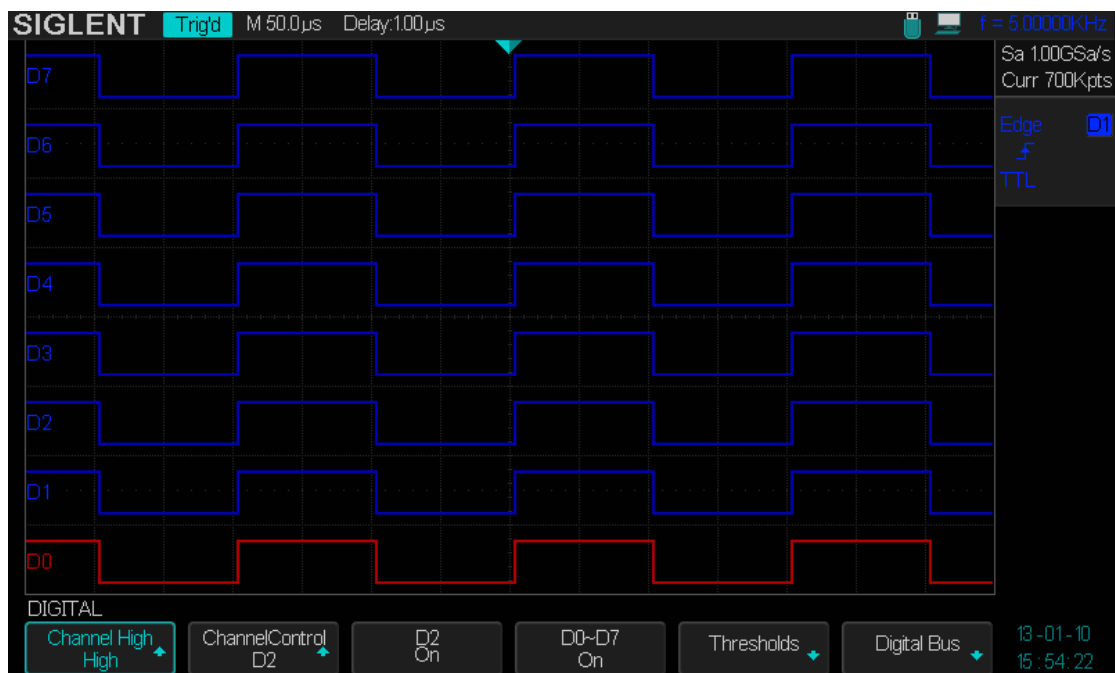 SIGLENT Trig'd M 50.0µs Delay:1.00µs f = 5.00000KHz
Sa 1.00GSa/s
Curr 700Kpts
Edge D1
TTL
D7
D6
D5
D4
D3
D2
D1
D0
DIGITAL
Channel High
High
ChannelControl
D2
D2
On
D0~D7
On
Thresholds
Digital Bus
13-01-10
15:54:22